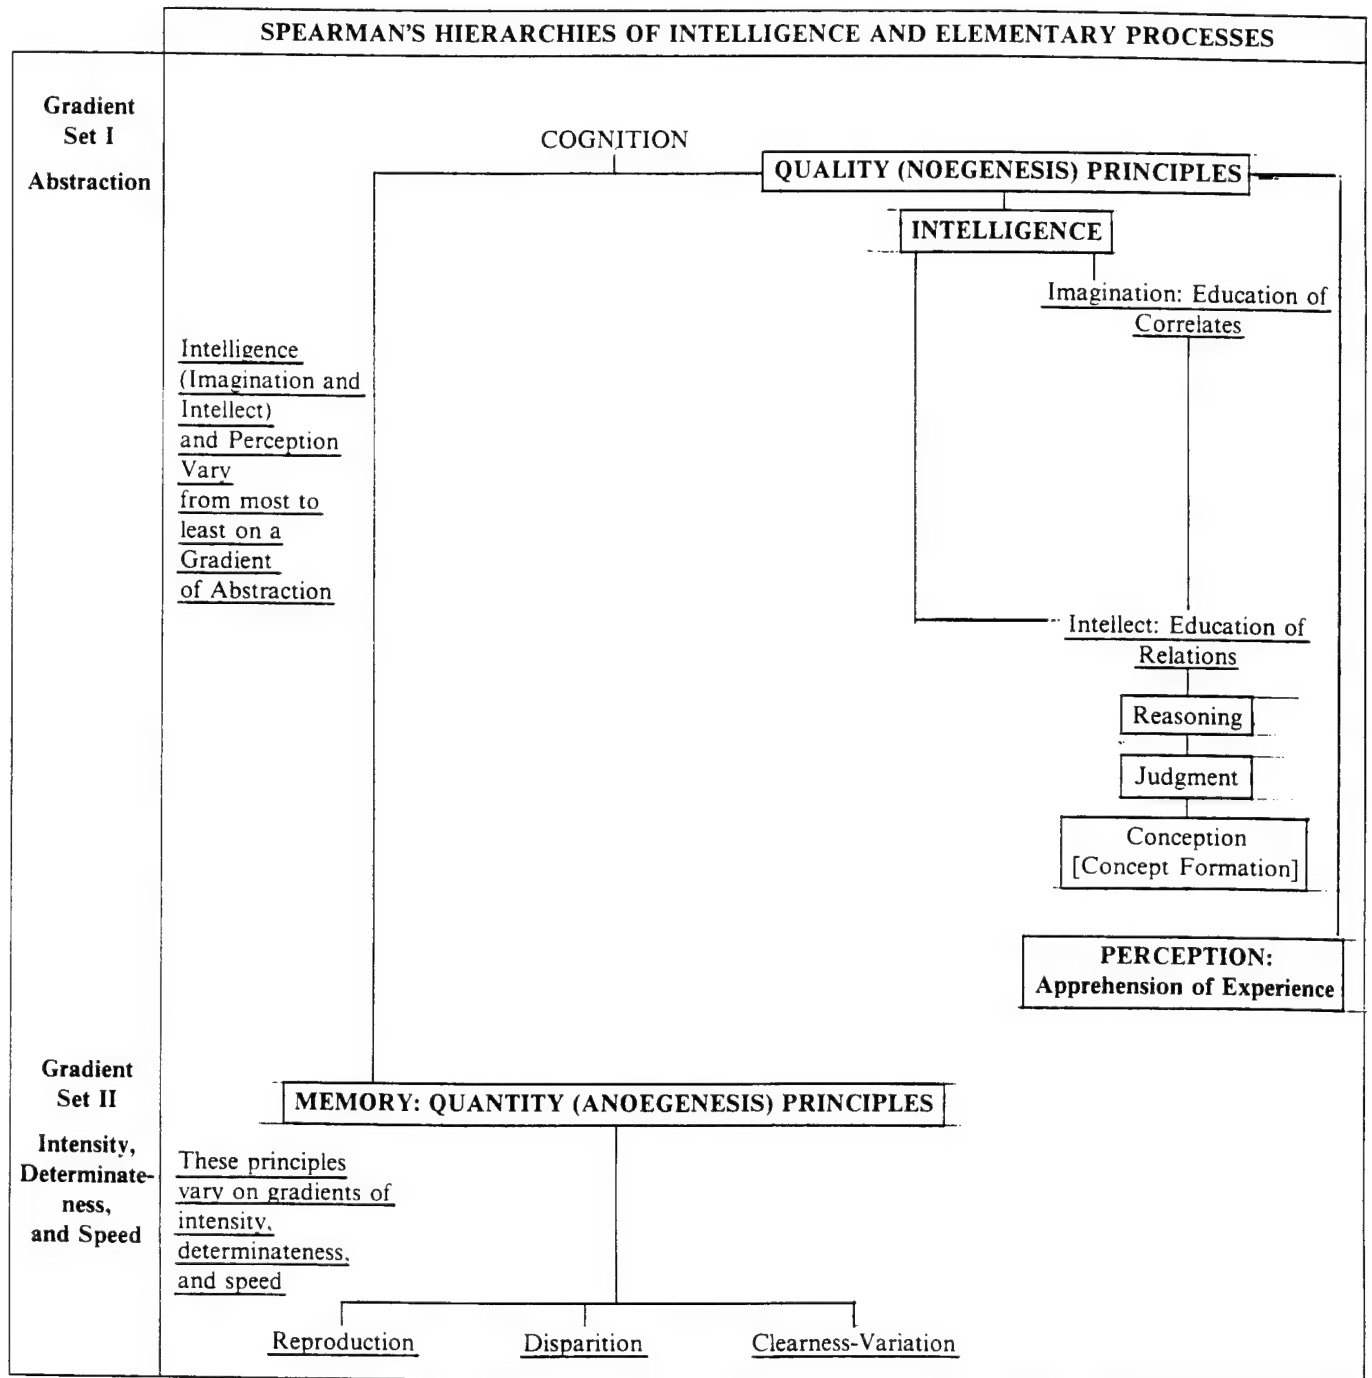 SPEARMAN'S HIERARCHIES OF INTELLIGENCE AND ELEMENTARY PROCESSES
Gradient
Set I
Abstraction
COGNITION
QUALITY (NOEGENESIS) PRINCIPLES
INTELLIGENCE
Imagination: Education of
Correlates
Intelligence
(Imagination and
Intellect)
and Perception
Vary
from most to
least on a
Gradient
of Abstraction
Intellect: Education of
Relations
Reasoning
Judgment
Conception
[Concept Formation]
PERCEPTION:
Apprehension of Experience
Gradient
Set II
Intensity,
Determinate-
ness,
and Speed
MEMORY: QUANTITY (ANOEGENESIS) PRINCIPLES
These principles
vary on gradients of
intensity,
determinateness,
and speed
Reproduction
Disparition
Clearness-Variation